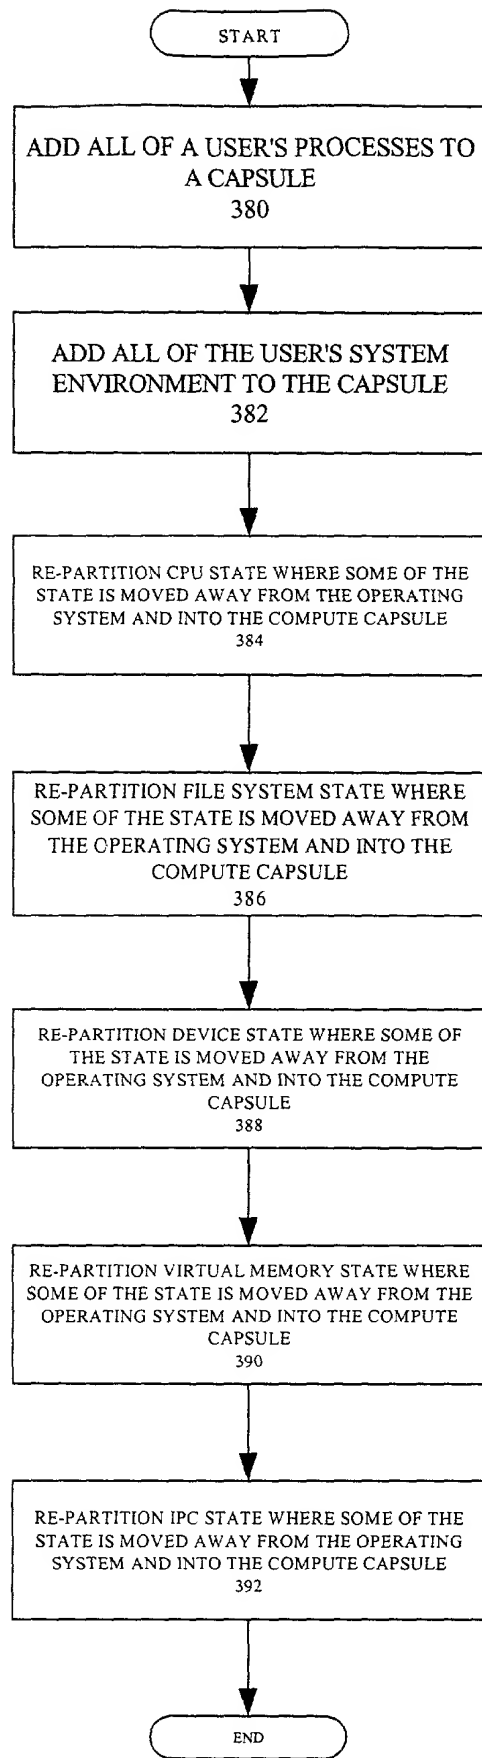 START
ADD ALL OF A USER'S PROCESSES TO
A CAPSULE
380
ADD ALL OF THE USER'S SYSTEM
ENVIRONMENT TO THE CAPSULE
382
RE-PARTITION CPU STATE WHERE SOME OF THE
STATE IS MOVED AWAY FROM THE OPERATING
SYSTEM AND INTO THE COMPUTE CAPSULE
384
RE-PARTITION FILE SYSTEM STATE WHERE
SOME OF THE STATE IS MOVED AWAY FROM
THE OPERATING SYSTEM AND INTO THE
COMPUTE CAPSULE
386
RE-PARTITION DEVICE STATE WHERE SOME OF
THE STATE IS MOVED AWAY FROM THE
OPERATING SYSTEM AND INTO THE COMPUTE
CAPSULE
388
RE-PARTITION VIRTUAL MEMORY STATE WHERE
SOME OF THE STATE IS MOVED AWAY FROM THE
OPERATING SYSTEM AND INTO THE COMPUTE
CAPSULE
390
RE-PARTITION IPC STATE WHERE SOME OF THE
STATE IS MOVED AWAY FROM THE OPERATING
SYSTEM AND INTO THE COMPUTE CAPSULE
392
END